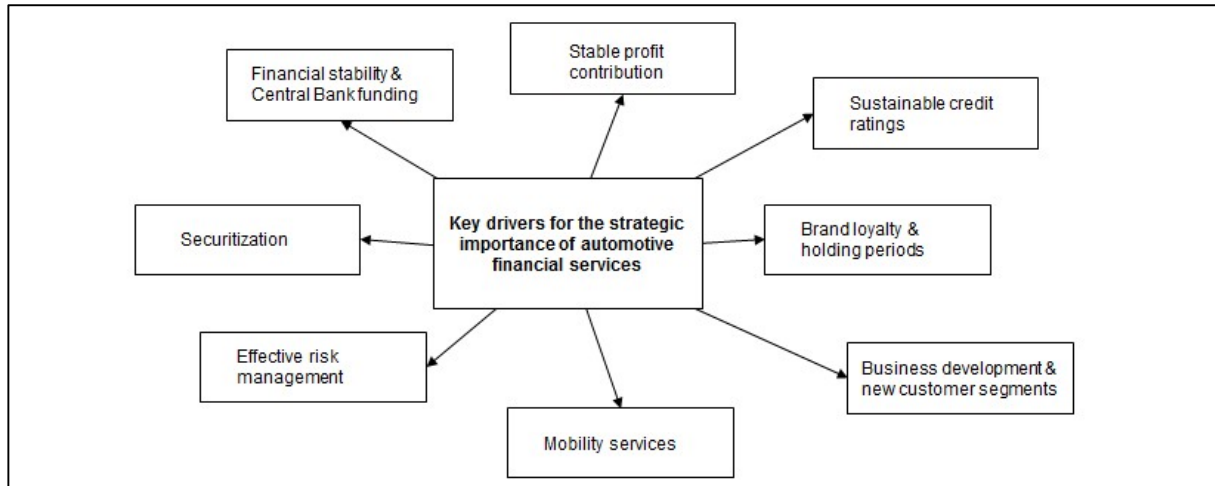 Stable profit
contribution
Financial stability &
Central Bank funding
Sustainable credit
ratings
Key drivers for the strategic
importance of automotive
financial services
Securitization
Brand loyalty &
holding periods
Effective risk
management
Business development &
new customer segments
Mobility services